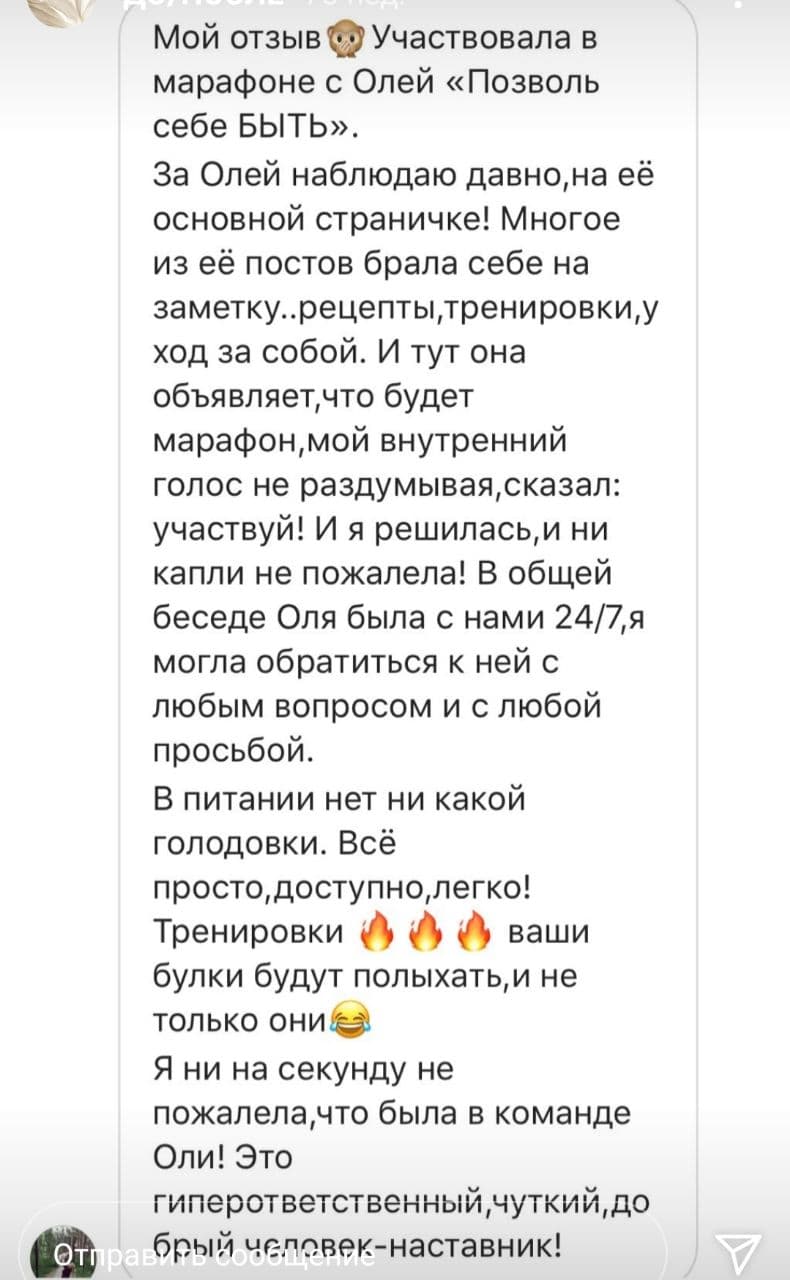 Мой отзыв🙊Участвовала в
марафоне с Олей «Позволь
себе БЫТЬ».
За Олей наблюдаю давно,на её
основной страничке! Многое
из её постов брала себе на
заметку..рецепты,тренировки,у
ход за собой. И тут она
объявляет,что будет
марафон,мой внутренний
голос не раздумывая,сказал:
участвуй! И я решилась,и ни
капли не пожалела! В общей
беседе Оля была с нами 24/7,я
могла обратиться к ней с
любым вопросом и с любой
просьбой.
В питании нет ни какой
голодовки. Всё
просто,доступно,легко!
Тренировки 🔥🔥🔥 ваши
булки будут полыхать,и не
только они😂
Я ни на секунду не
пожалела,что была в команде
Оли! Это
гиперответственный,чуткий,до
брый человек-наставник!
Отправить сообщение